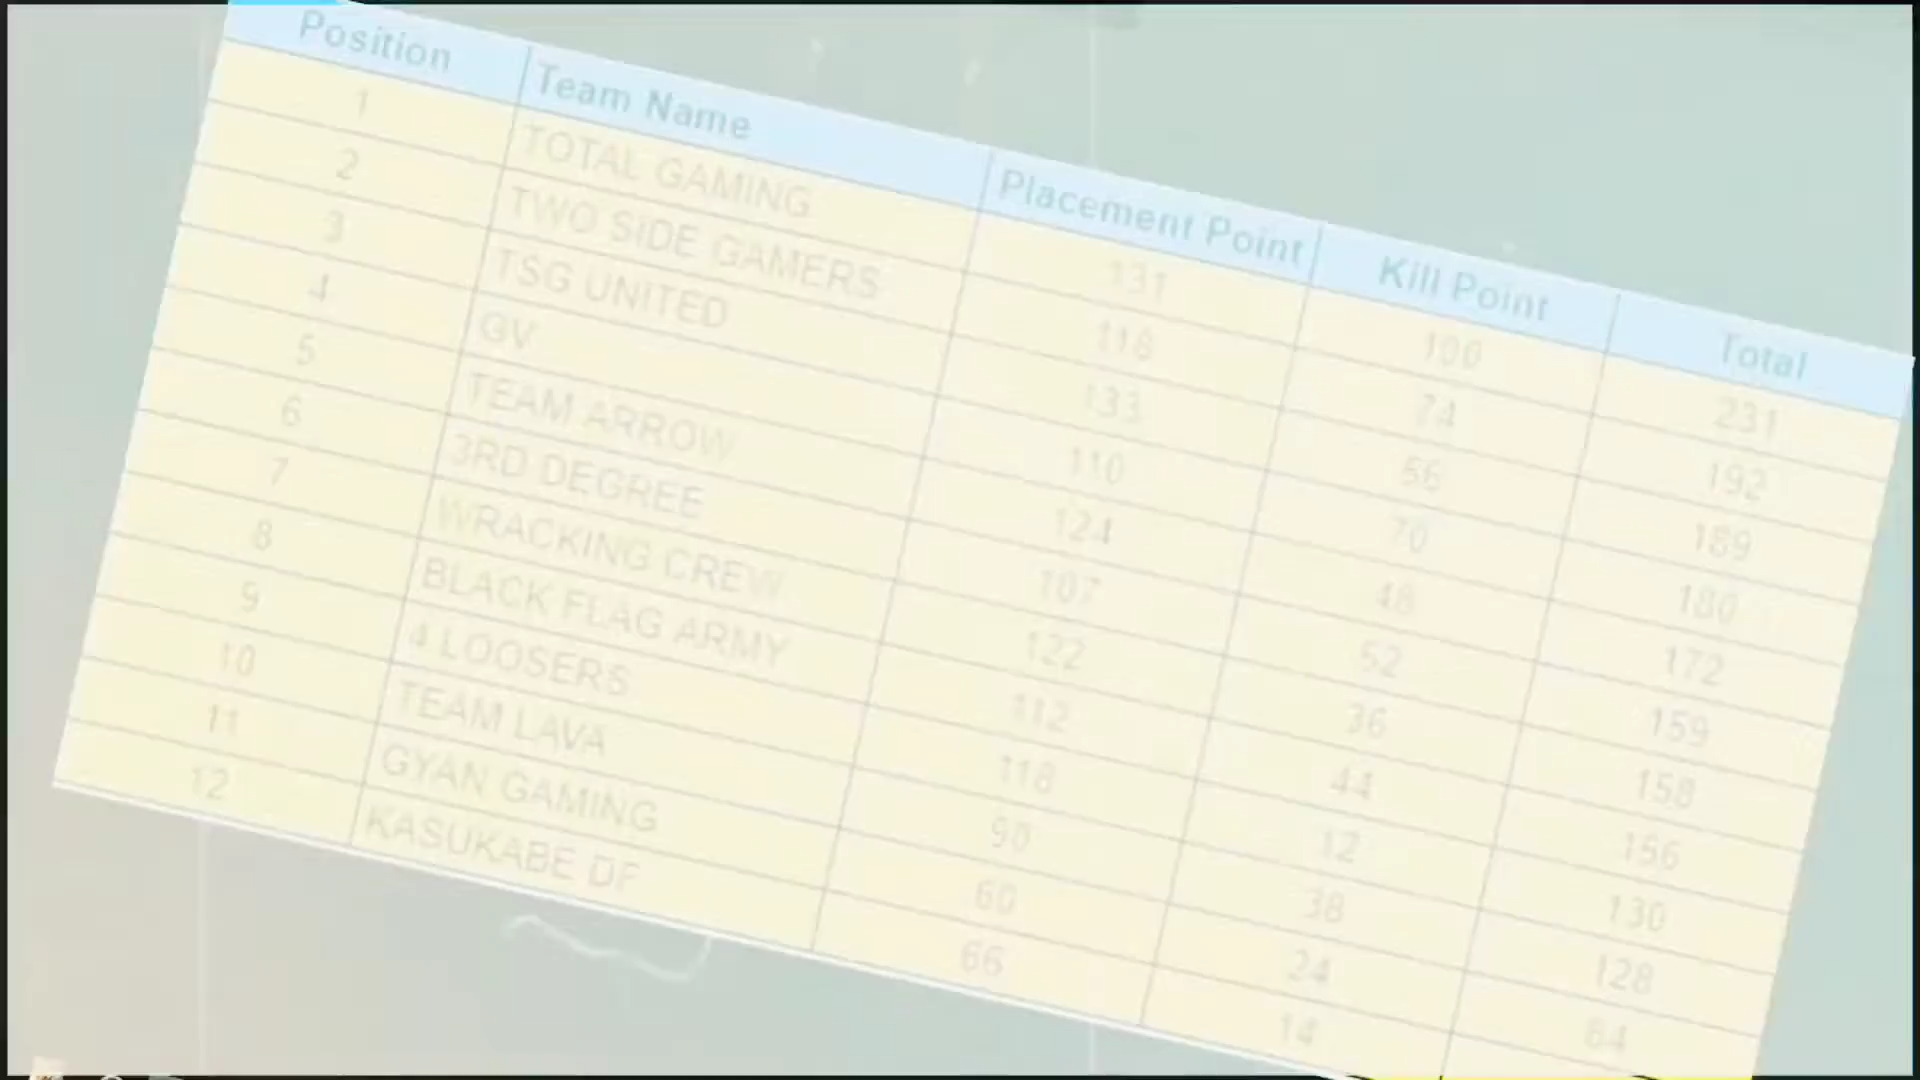 Position Team Name Placement Point Kill Point Total
1 TOTAL GAMING 131 100 231
2 TWO SIDE GAMERS 118 74 192
3 TSG UNITED 133 56 189
4 GV 110 70 180
5 TEAM ARROW 124 48 172
6 3RD DEGREE 107 52 159
7 WRACKING CREW 122 36 158
8 BLACK FLAG ARMY 112 44 156
9 4 LOOSERS 118 12 130
10 TEAM LAVA 90 38 128
11 GYAN GAMING 60 24 84
12 KASUKABE DF 66 14